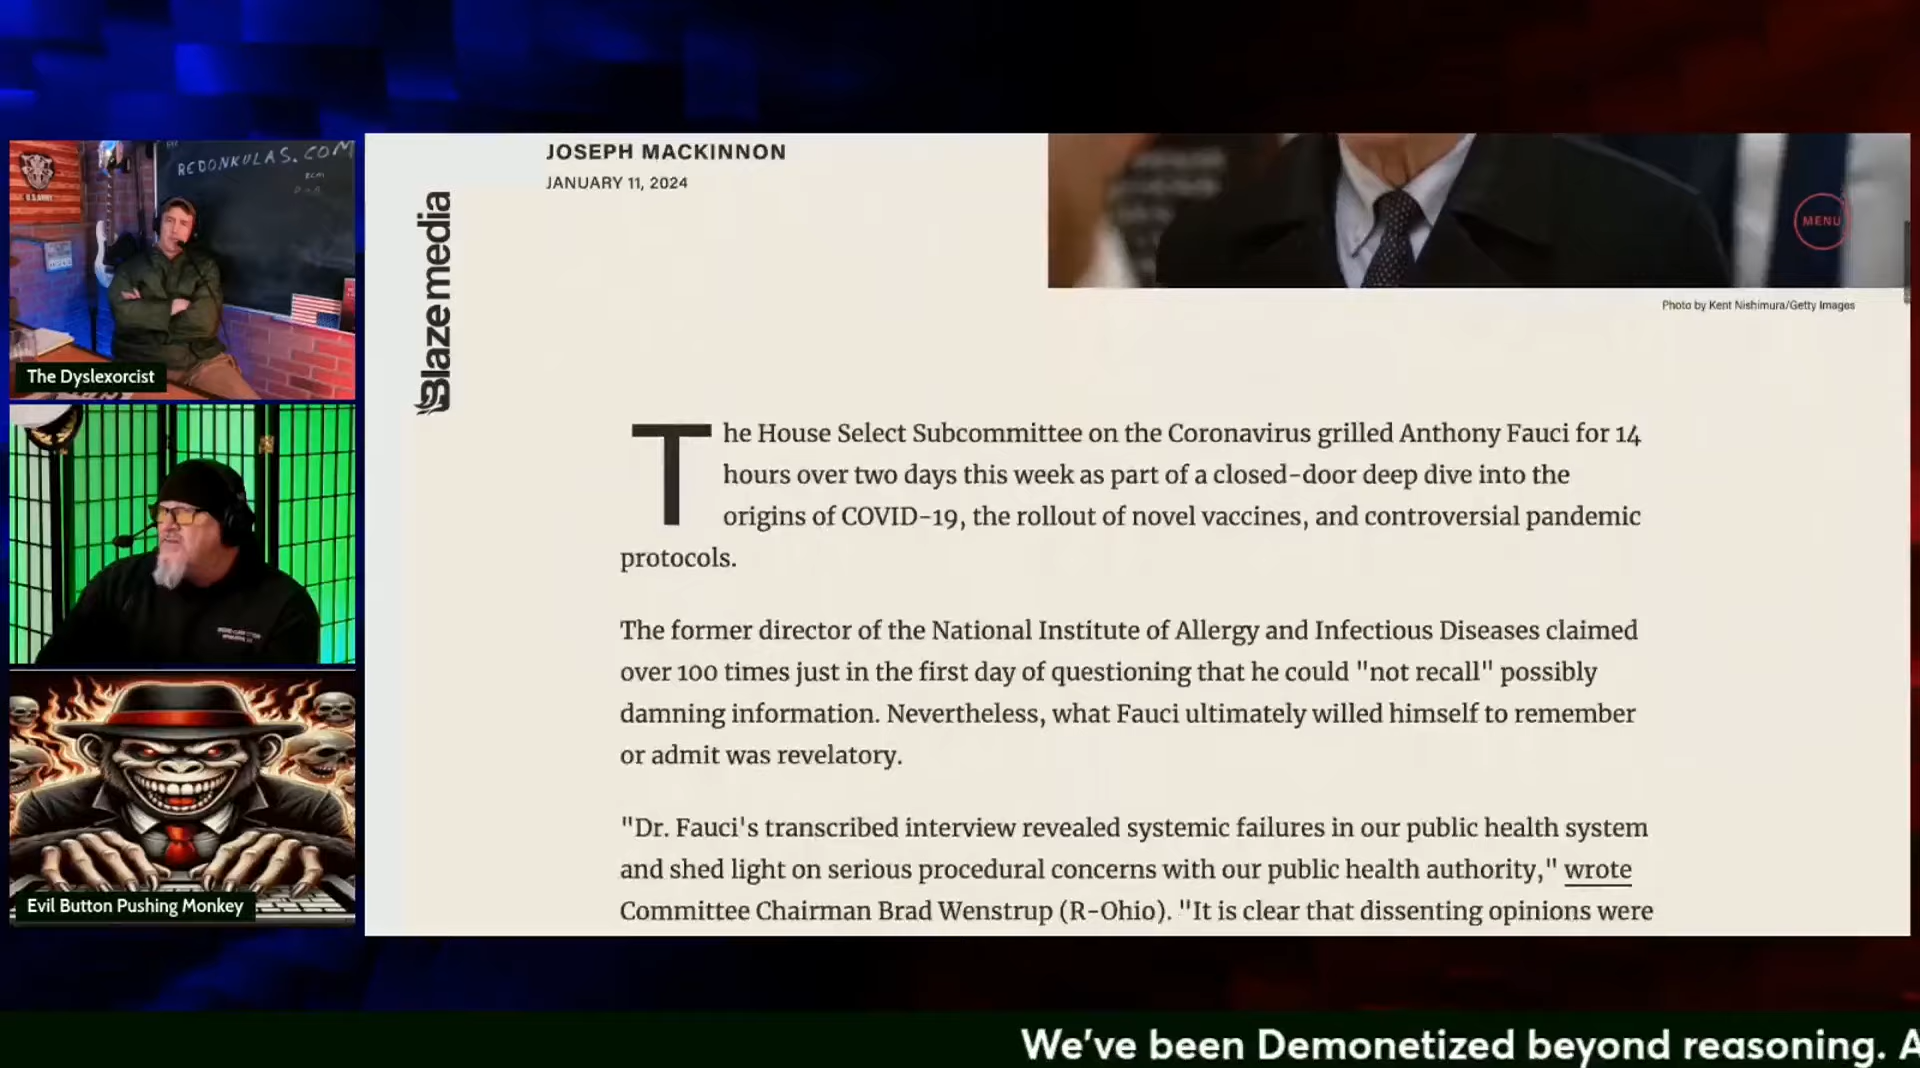 REDONKULAS.COM
U.S. ARMY
The Dyslexorcist
Evil Button Pushing Monkey
Blaze media
JOSEPH MACKINNON
JANUARY 11, 2024
MENU
Photo by Kent Nishimura/Getty Images
The House Select Subcommittee on the Coronavirus grilled Anthony Fauci for 14
hours over two days this week as part of a closed-door deep dive into the
origins of COVID-19, the rollout of novel vaccines, and controversial pandemic
protocols.
The former director of the National Institute of Allergy and Infectious Diseases claimed
over 100 times just in the first day of questioning that he could "not recall" possibly
damning information. Nevertheless, what Fauci ultimately willed himself to remember
or admit was revelatory.
"Dr. Fauci's transcribed interview revealed systemic failures in our public health system
and shed light on serious procedural concerns with our public health authority," wrote
Committee Chairman Brad Wenstrup (R-Ohio). "It is clear that dissenting opinions were
We've been Demonetized beyond reasoning. A